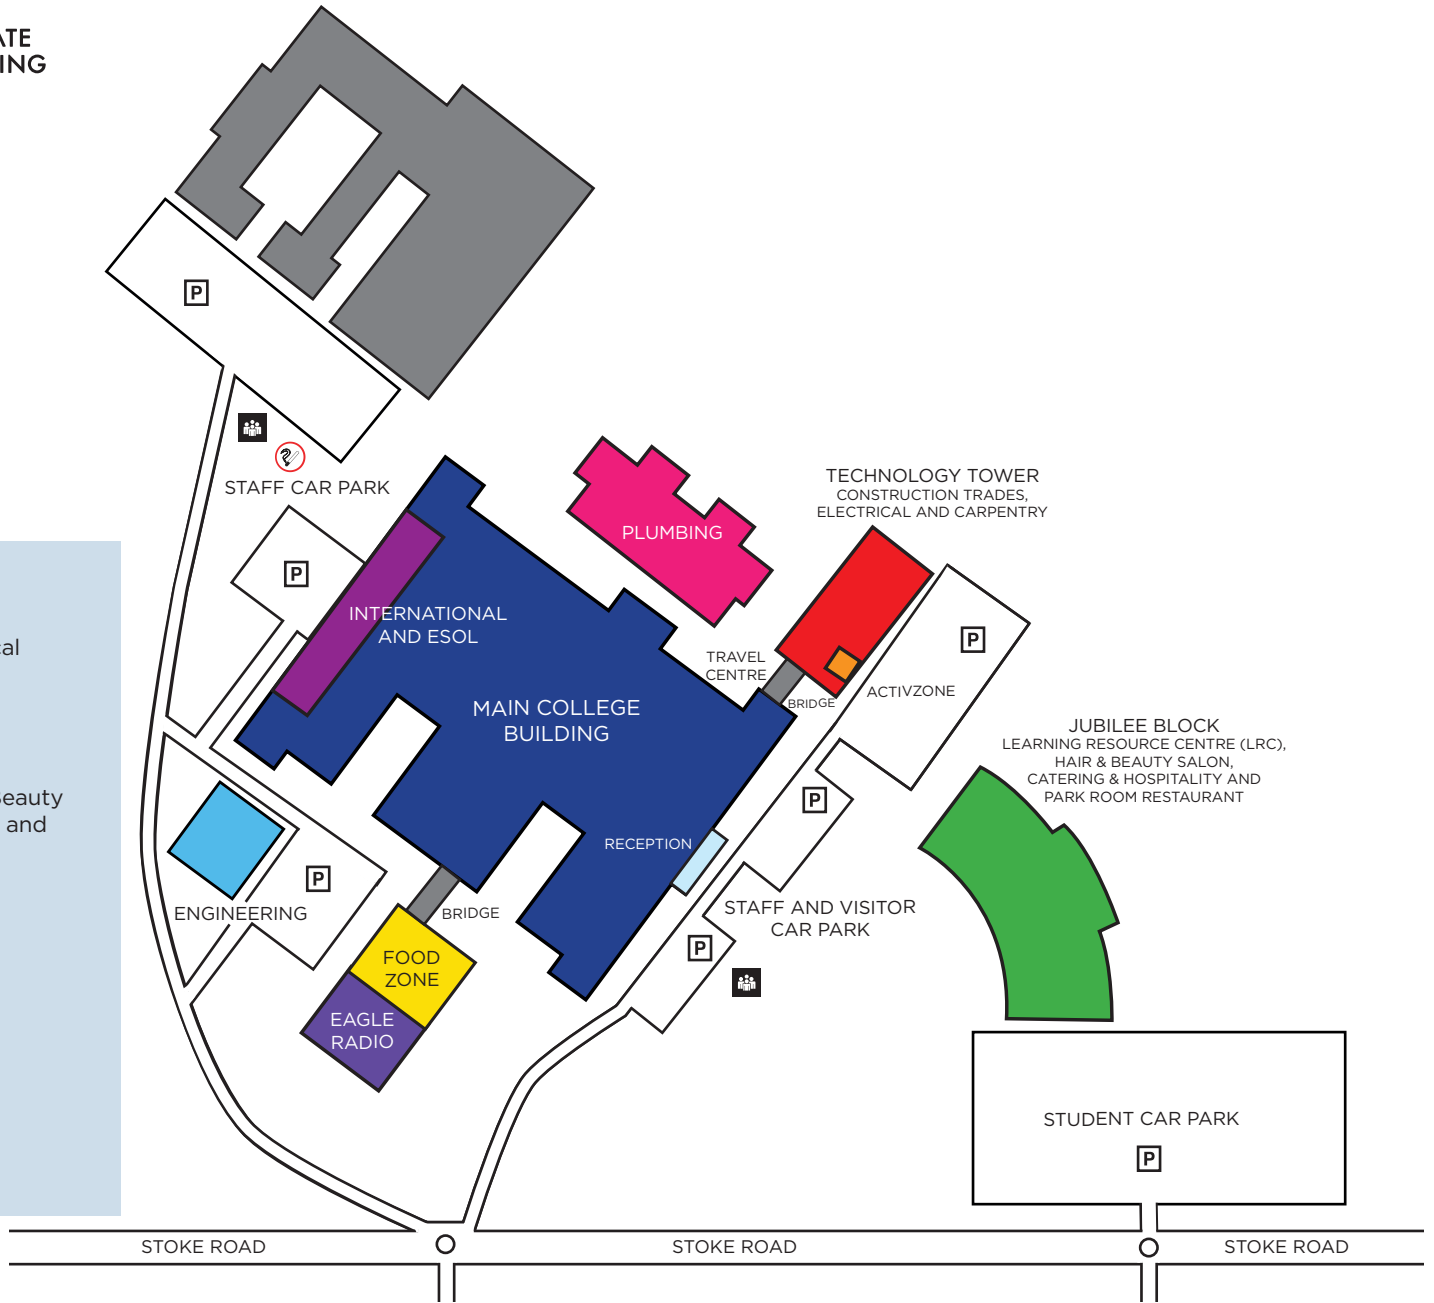 ATE
ING
P
STAFF CAR PARK
P
PLUMBING
TECHNOLOGY TOWER
CONSTRUCTION TRADES,
ELECTRICAL AND CARPENTRY
P
INTERNATIONAL
AND ESOL
cal
TRAVEL
CENTRE
BRIDGE
ACTIVZONE
MAIN COLLEGE
BUILDING
JUBILEE BLOCK
LEARNING RESOURCE CENTRE (LRC),
HAIR & BEAUTY SALON,
CATERING & HOSPITALITY AND
PARK ROOM RESTAURANT
Beauty
and
P
RECEPTION
P
ENGINEERING
BRIDGE
STAFF AND VISITOR
CAR PARK
P
FOOD
ZONE
EAGLE
RADIO
STUDENT CAR PARK
P
STOKE ROAD
STOKE ROAD
STOKE ROAD